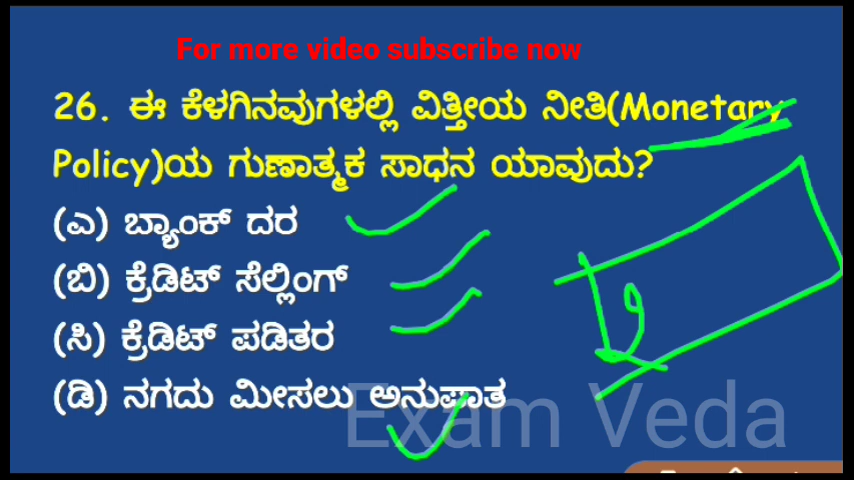 For more video subscribe now
26. ಈ ಕೆಳಗಿನವುಗಳಲ್ಲಿ ವಿತ್ತೀಯ ನೀತಿ(Monetary
Policy)ಯ ಗುಣಾತ್ಮಕ ಸಾಧನ ಯಾವುದು?
(ಎ) ಬ್ಯಾಂಕ್ ದರ
(ಬಿ) ಕ್ರೆಡಿಟ್ ಸೆಲ್ಲಿಂಗ್
(ಸಿ) ಕ್ರೆಡಿಟ್ ಪಡಿತರ
(ಡಿ) ನಗದು ಮೀಸಲು ಅನುಪಾತ
Exam Veda